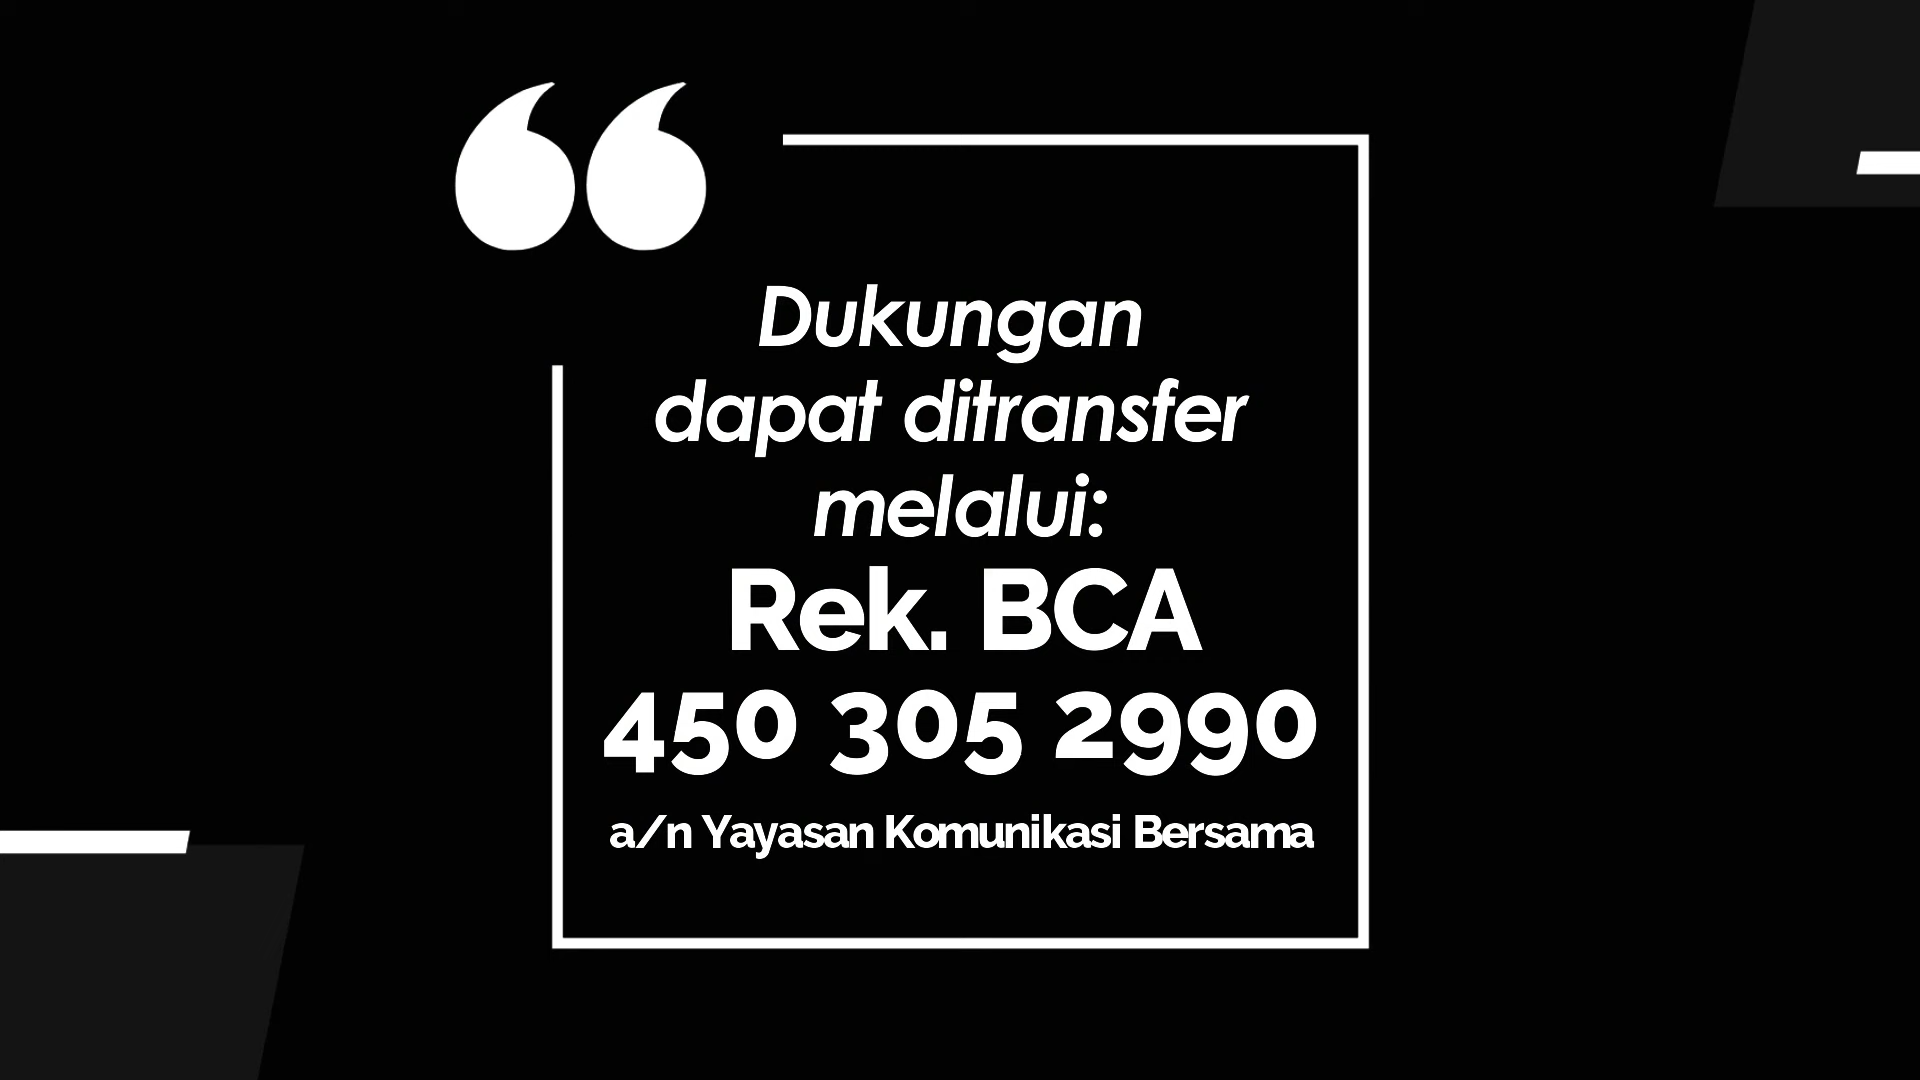 Dukungan
dapat ditransfer
melalui:
Rek. BCA
450 305 2990
a/n Yayasan Komunikasi Bersama